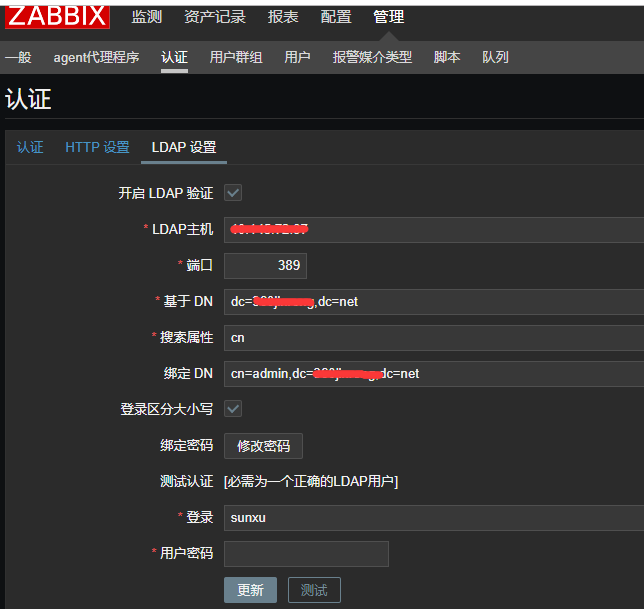 ZABBIX 监测 资产记录 报表 配置 管理
一般 agent代理程序 认证 用户群组 用户 报警媒介类型 脚本 队列
认证
认证 HTTP 设置 LDAP 设置
开启 LDAP 验证
* LDAP主机
* 端口 389
* 基于 DN dc= ,dc=net
* 搜索属性 cn
绑定 DN cn=admin,dc= dc=net
登录区分大小写
绑定密码 修改密码
测试认证 [必需为一个正确的LDAP用户]
* 登录 sunxu
* 用户密码
更新 测试